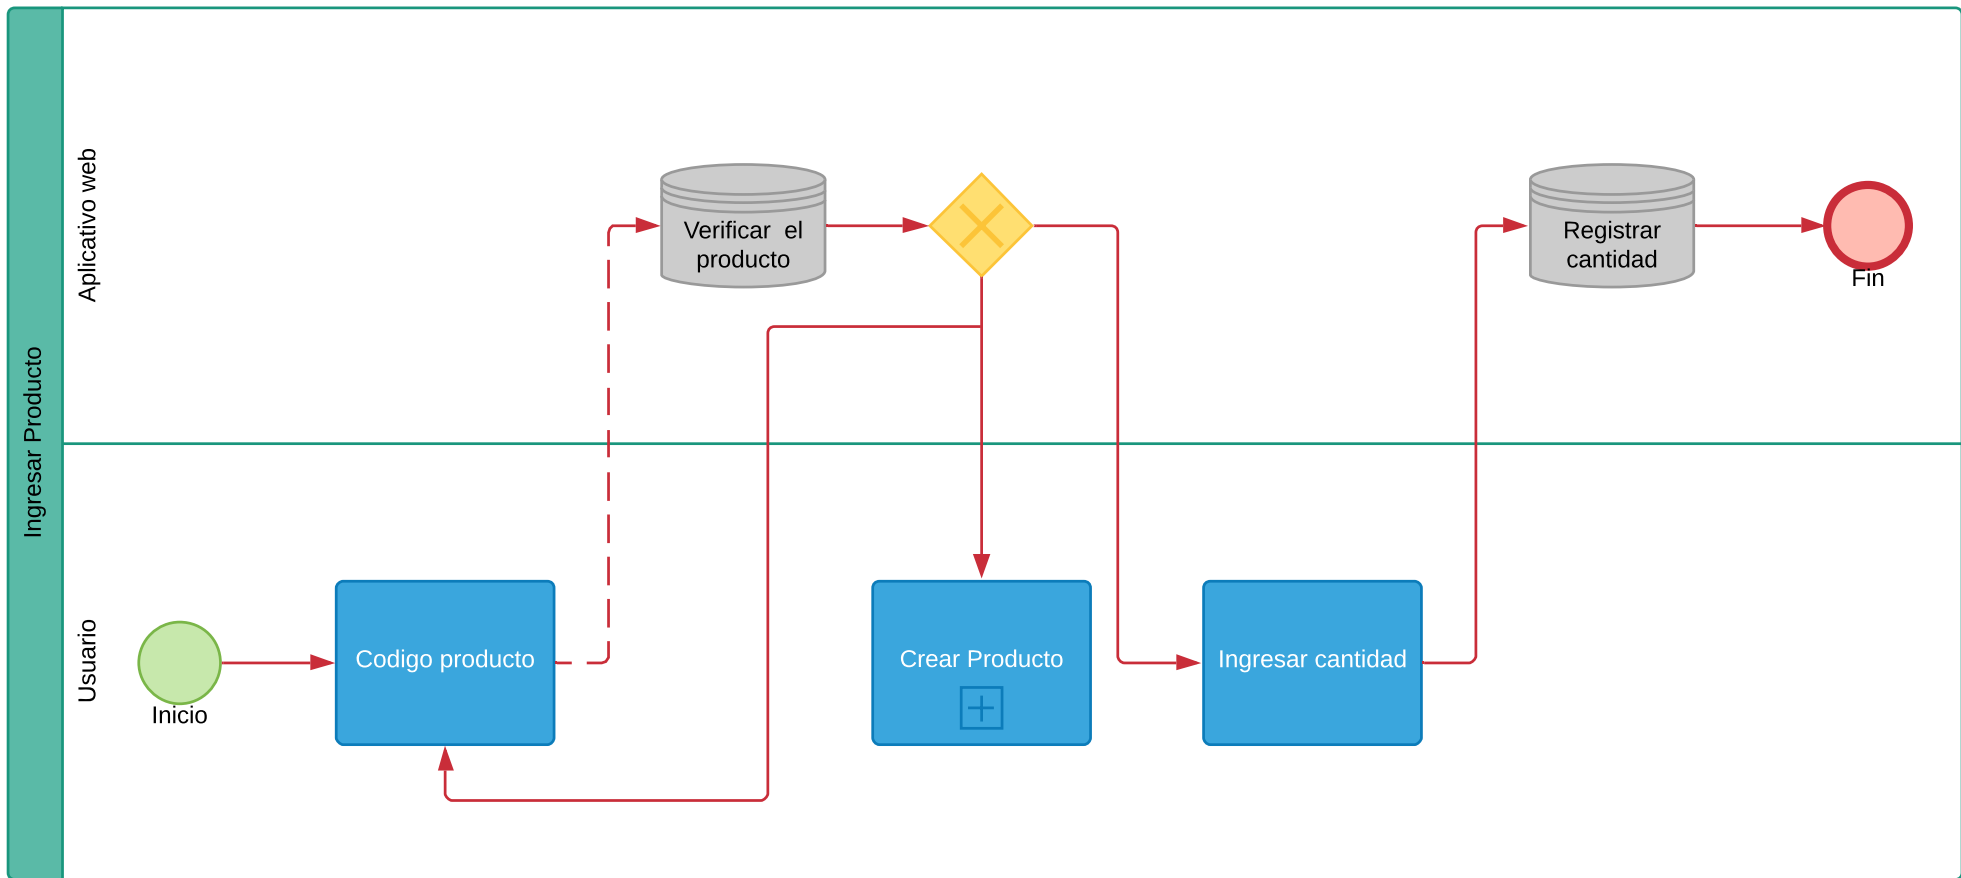 Ingresar Producto
Aplicativo web
Verificar el
producto
Registrar
cantidad
Fin
Usuario
Inicio
Codigo producto
Crear Producto
Ingresar cantidad